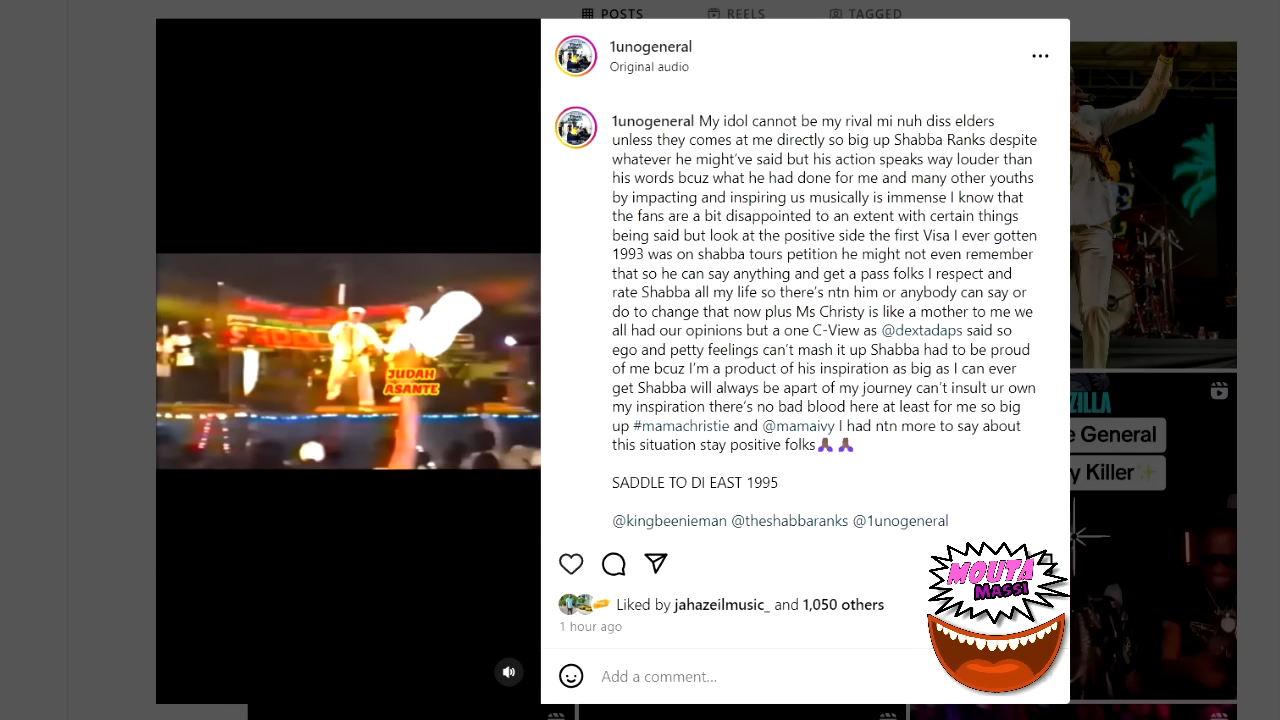 POSTS REELS TAGGED
1unogeneral
Original audio
1unogeneral My idol cannot be my rival mi nuh diss elders
unless they comes at me directly so big up Shabba Ranks despite
whatever he might've said but his action speaks way louder than
his words bcuz what he had done for me and many other youths
by impacting and inspiring us musically is immense I know that
the fans are a bit disappointed to an extent with certain things
being said but look at the positive side the first Visa I ever gotten
1993 was on shabba tours petition he might not even remember
that so he can say anything and get a pass folks I respect and
rate Shabba all my life so there's ntn him or anybody can say or
do to change that now plus Ms Christy is like a mother to me we
all had our opinions but a one C-View as @dextadaps said so
ego and petty feelings can't mash it up Shabba had to be proud
of me bcuz I'm a product of his inspiration as big as I can ever
get Shabba will always be apart of my journey can't insult ur own
my inspiration there's no bad blood here at least for me so big
up #mamachristie and @mamaivy I had ntn more to say about
this situation stay positive folks🙏🏾🙏🏾
SADDLE TO DI EAST 1995
@kingbeenieman @theshabbaranks @1unogeneral
Liked by jahazeilmusic_ and 1,050 others
1 hour ago
Add a comment...
JUDAH
ASANTE
ZILLA
e General
y Killer✨
MOUTA
MASSI